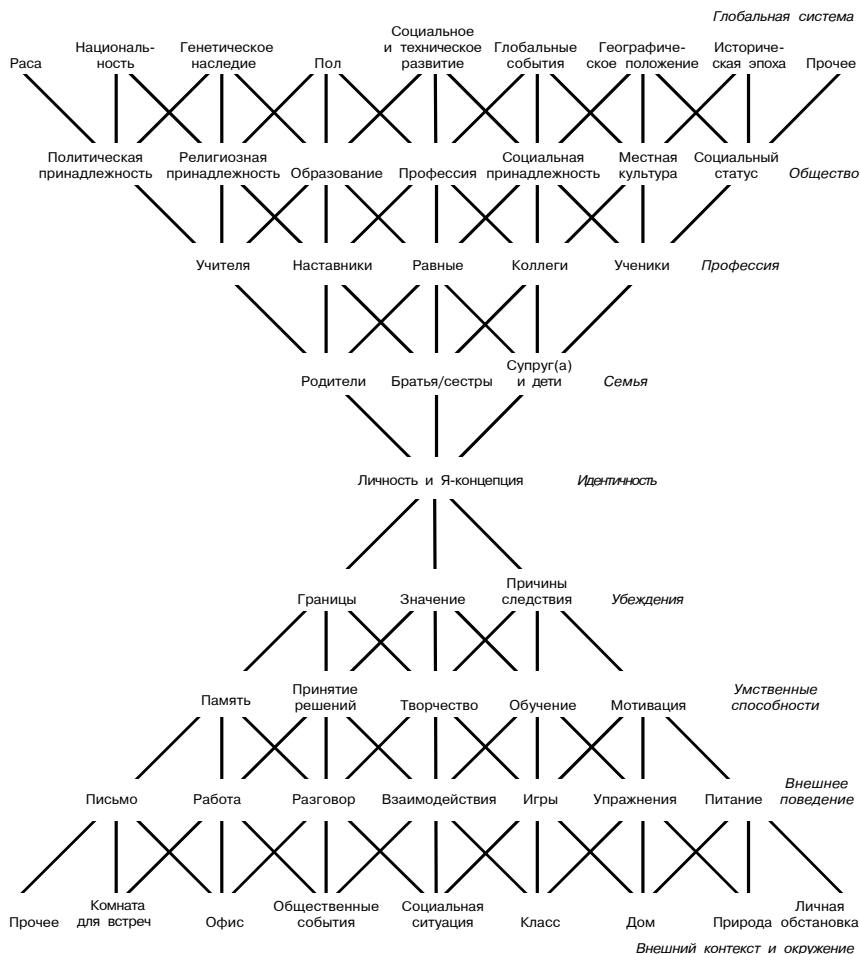 Глобальная система
Раса
Националь-
ность
Генетическое
наследие
Пол
Социальное
и техническое
развитие
Глобальные
события
Географиче-
ское положение
Историче-
ская эпоха
Прочее
Политическая
принадлежность
Религиозная
принадлежность
Образование
Профессия
Социальная
принадлежность
Местная
культура
Социальный
статус
Общество
Учителя
Наставники
Равные
Коллеги
Ученики
Профессия
Родители
Братья/сестры
Супруг(а)
и дети
Семья
Личность и Я-концепция
Идентичность
Границы
Значение
Причины
следствия
Убеждения
Память
Принятие
решений
Творчество
Обучение
Мотивация
Умственные
способности
Письмо
Работа
Разговор
Взаимодействия
Игры
Упражнения
Питание
Внешнее
поведение
Прочее
Комната
для встреч
Офис
Общественные
события
Социальная
ситуация
Класс
Дом
Природа
Личная
обстановка
Внешний контекст и окружение